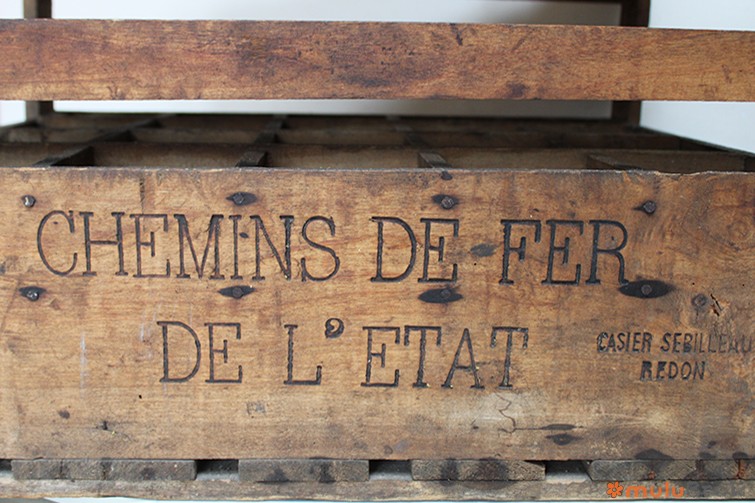 CHEMINS DE FER
DE L'ETAT
CASIER SEBILLEAU
REDON
mulu